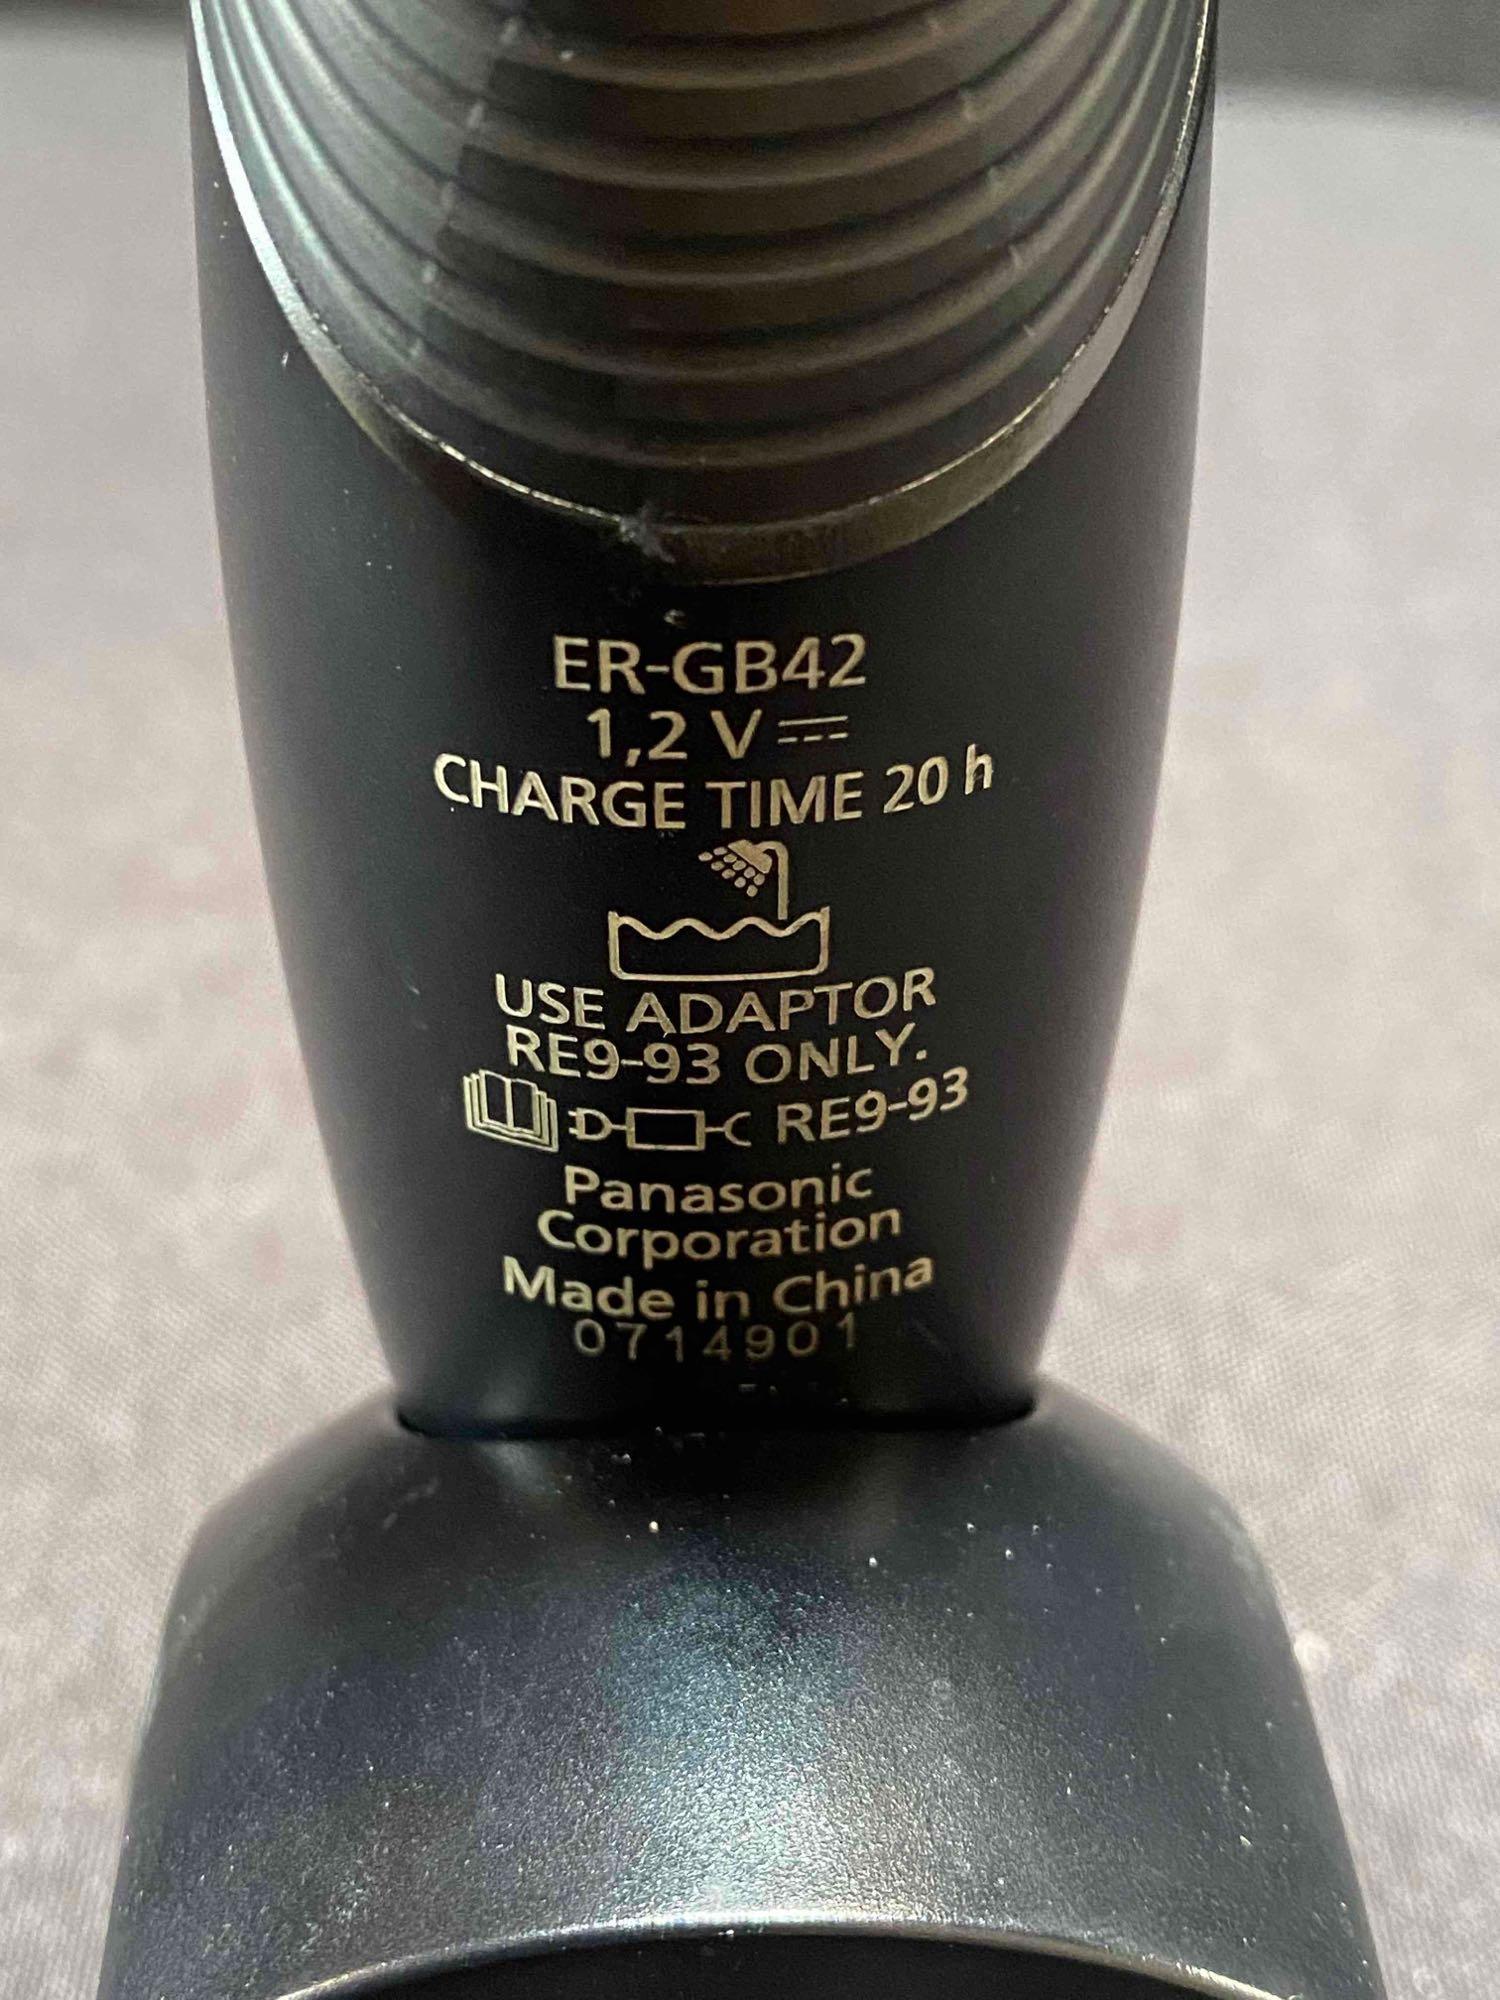 ER-GB42
1,2 V
CHARGE TIME 20 h
USE ADAPTOR
RE9-93 ONLY.
RE9-93
Panasonic
Corporation
Made in China
0714901